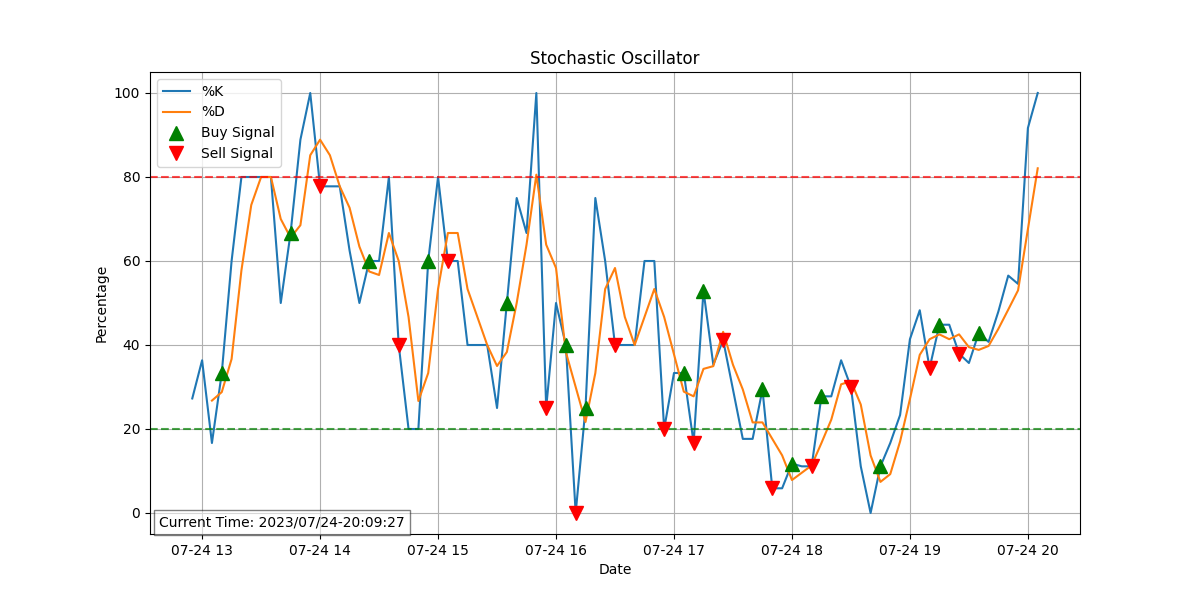 Stochastic Oscillator
%K
%D
Buy Signal
Sell Signal
Percentage
100
80
60
40
20
0
Current Time: 2023/07/24-20:09:27
07-24 13 07-24 14 07-24 15 07-24 16 07-24 17 07-24 18 07-24 19 07-24 20
Date